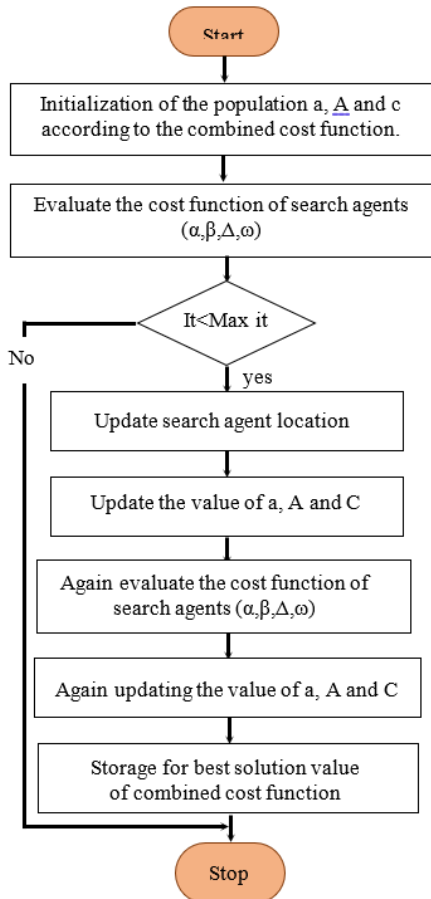 Start
Initialization of the population a, A and c
according to the combined cost function.
Evaluate the cost function of search agents
(α,β,Δ,ω)
It<Max it
No
yes
Update search agent location
Update the value of a, A and C
Again evaluate the cost function of
search agents (α,β,Δ,ω)
Again updating the value of a, A and C
Storage for best solution value
of combined cost function
Stop